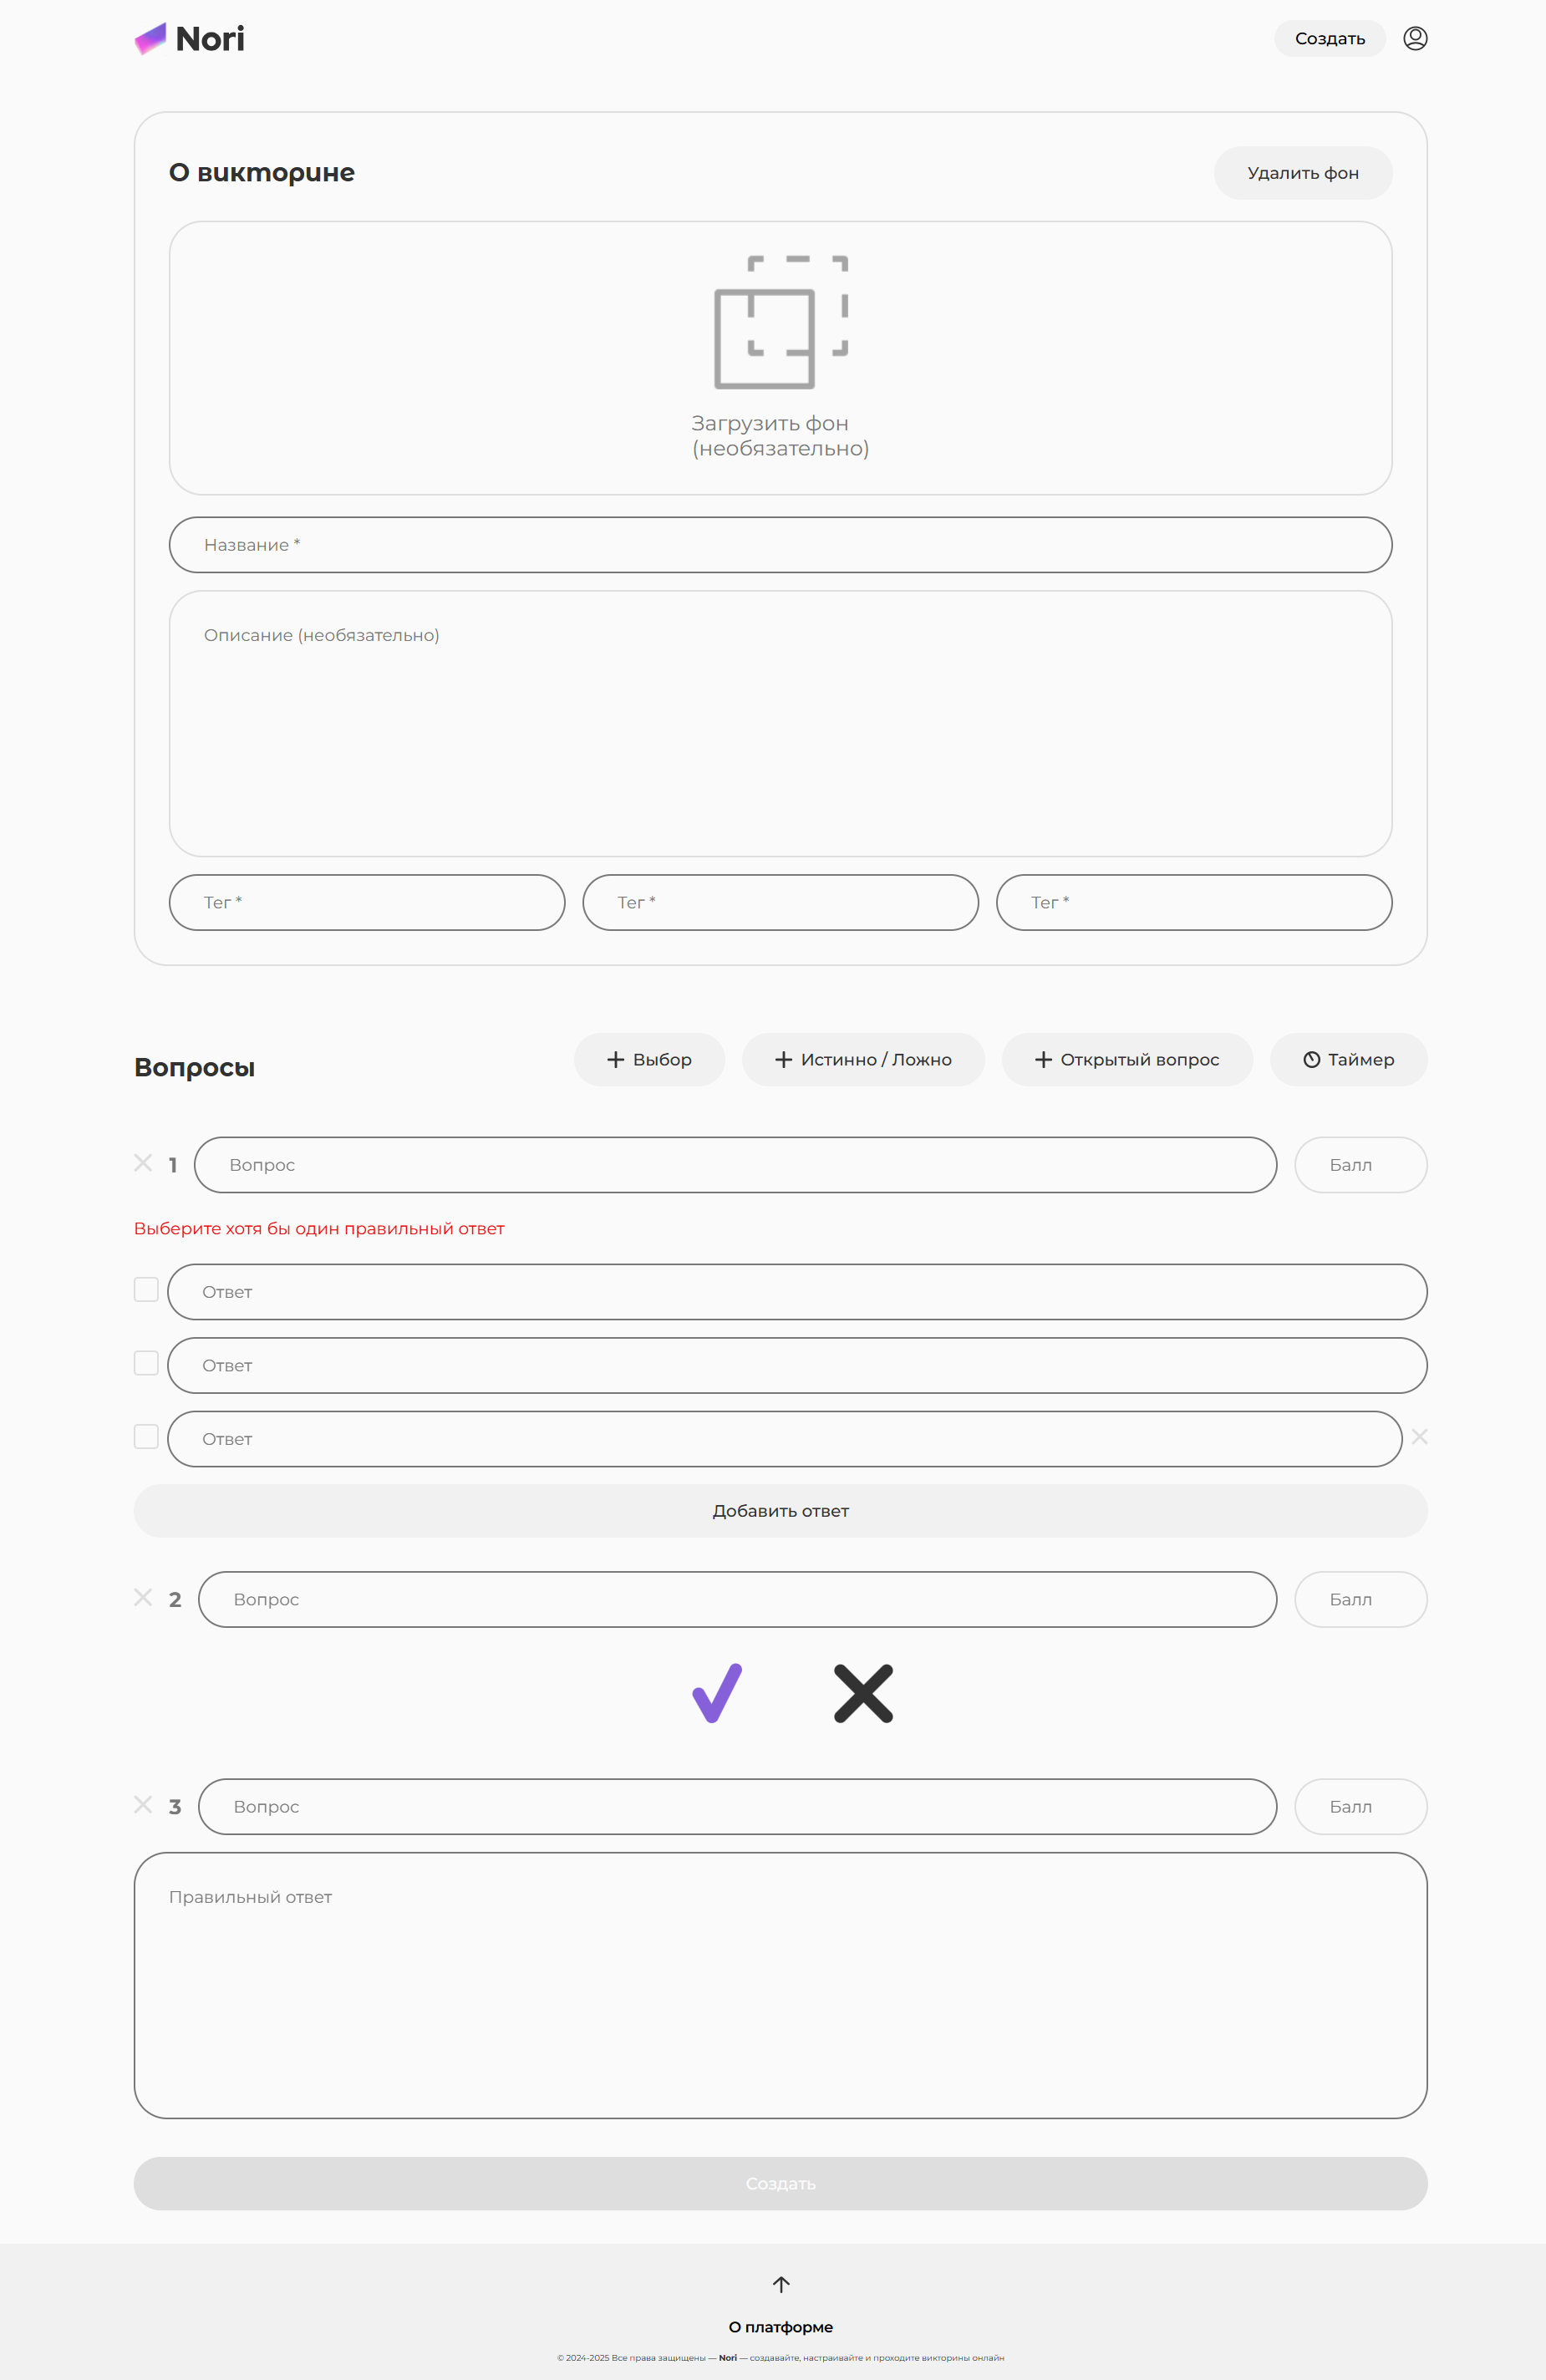 Nori
Создать
О викторине
Удалить фон
Загрузить фон
(необязательно)
Название *
Описание (необязательно)
Тег *
Тег *
Тег *
Вопросы
Выбор
Истинно / Ложно
Открытый вопрос
Таймер
1
Вопрос
Балл
Выберите хотя бы один правильный ответ
Ответ
Ответ
Ответ
Добавить ответ
2
Вопрос
Балл
3
Вопрос
Балл
Правильный ответ
Создать
О платформе
© 2024-2025 Все права защищены — Nori — создавайте, настраивайте и проходите викторины онлайн